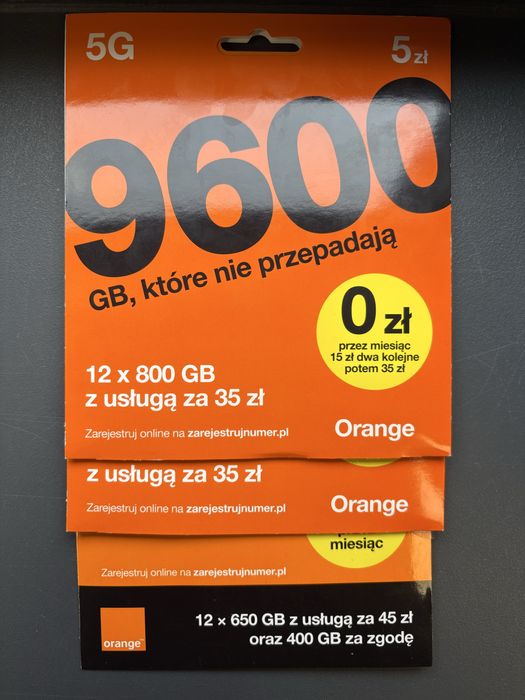 5G
5 zł
9600
GB, które nie przepadają
0 zł
przez miesiąc
15 zł dwa kolejne
potem 35 zł
12 x 800 GB
z usługą za 35 zł
Zarejestruj online na zarejestrujnumer.pl
Orange
z usługą za 35 zł
Zarejestruj online na zarejestrujnumer.pl
Orange
miesiąc
Zarejestruj online na zarejestrujnumer.pl
12 × 650 GB z usługą za 45 zł
oraz 400 GB za zgodę
orange™